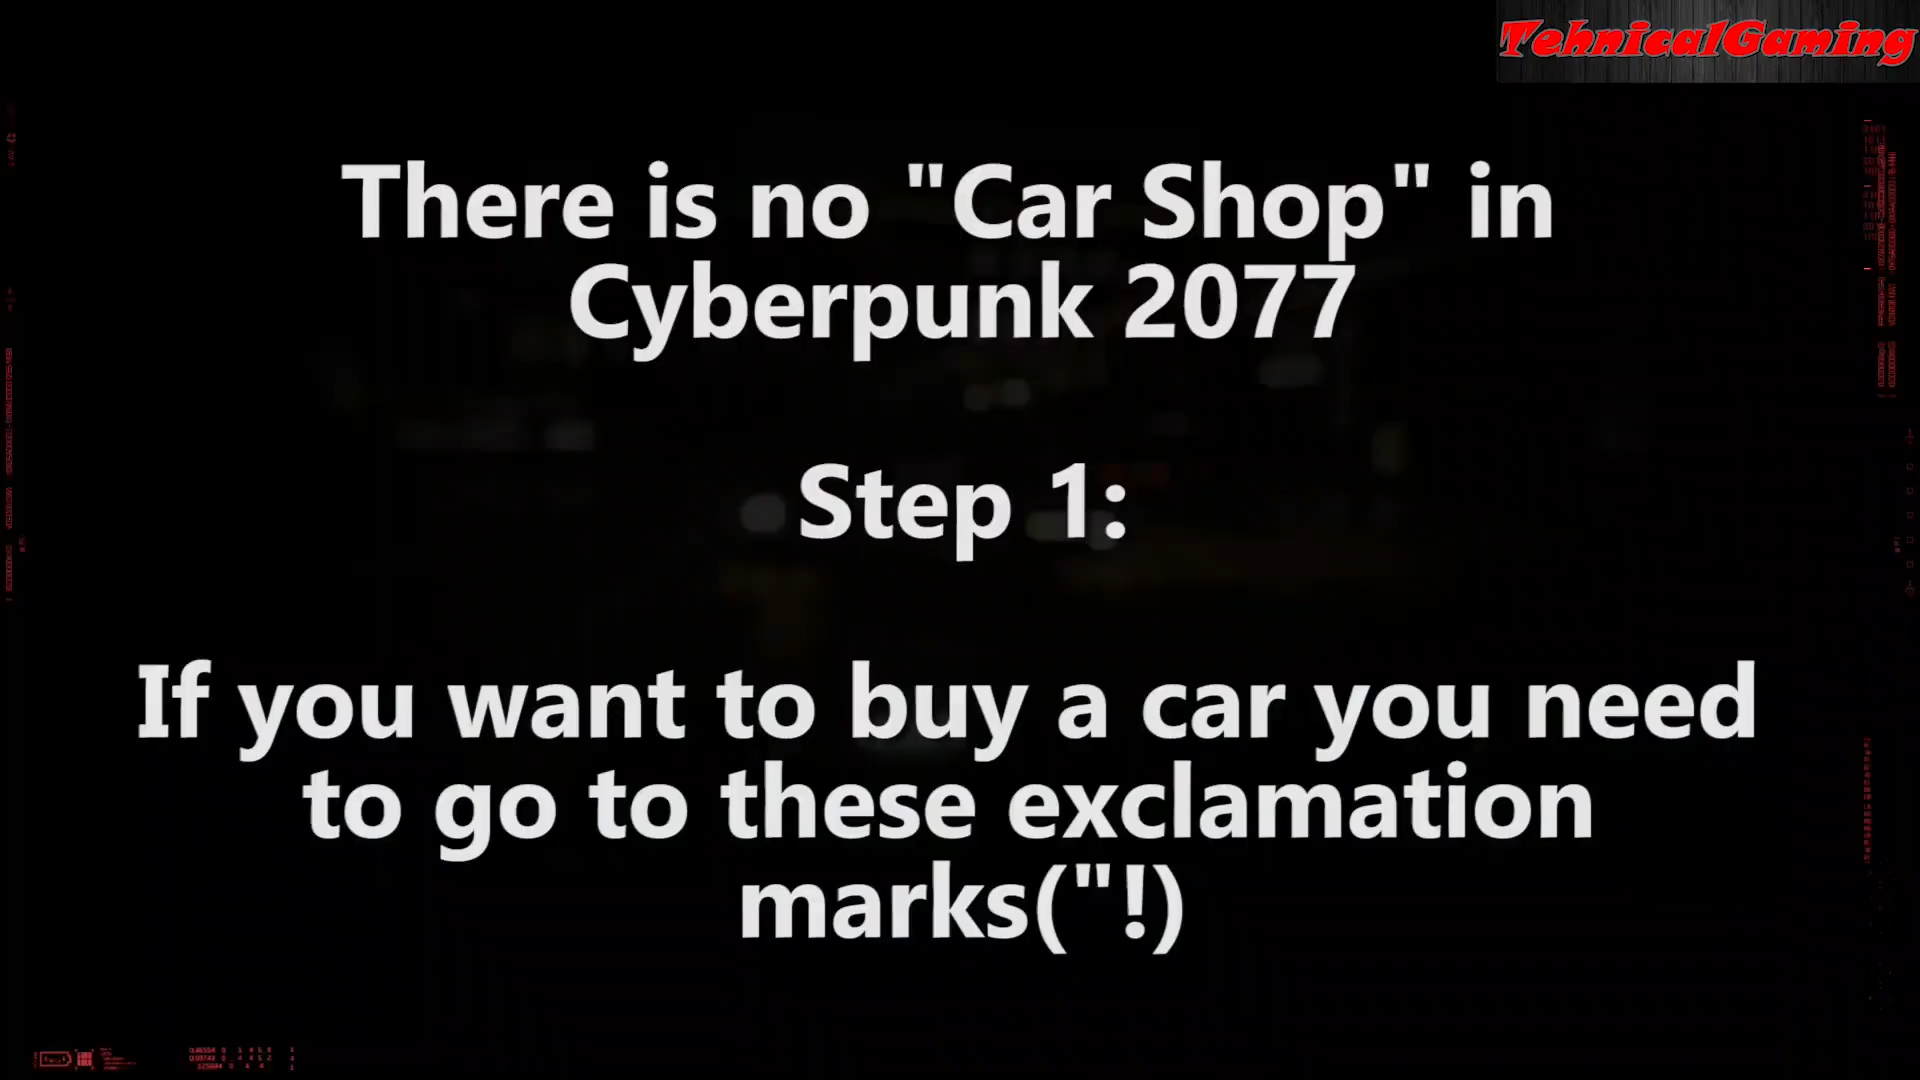 TehnicalGaming
There is no "Car Shop" in
Cyberpunk 2077
Step 1:
If you want to buy a car you need
to go to these exclamation
marks("!)